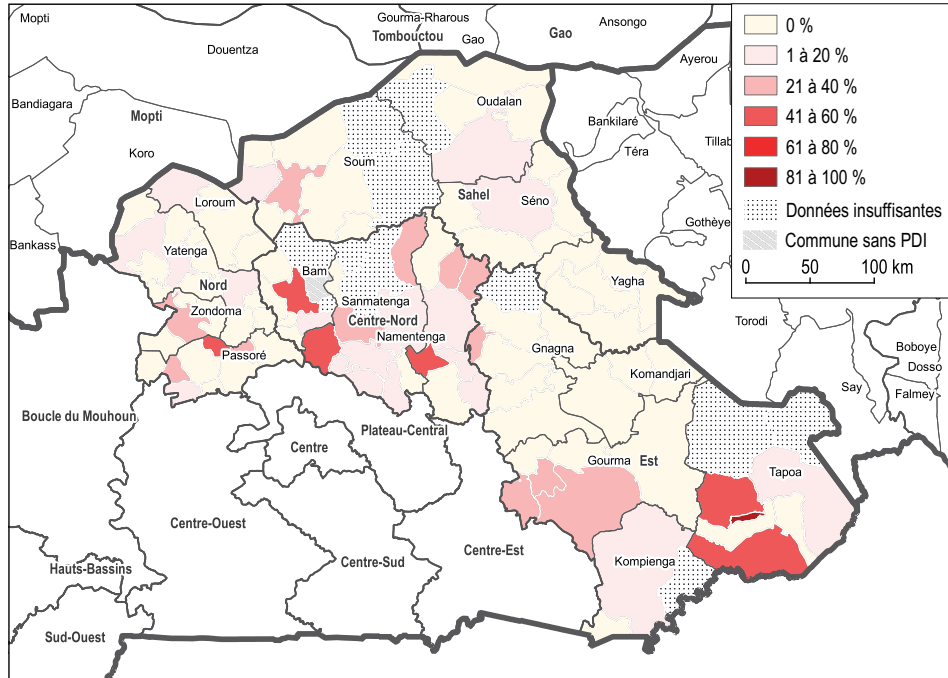 Mopti
Gourma-Rharous
Tombouctou
Gao
Gao
Ansongo
Douentza
Ayerou
Bandiagara
Mopti
Koro
Oudalan
Bankilaré
Tillab
Téra
Soum
Sahel
Séno
Loroum
Gothèye
Bankass
Yatenga
Nord
Bam
Yagha
Zondoma
Sanmatenga
Centre-Nord
Namentenga
Passoré
Gnagna
Komandjari
Torodi
Boboye
Dosso
Say
Falmey
Boucle du Mouhoun
Plateau-Central
Centre
Gourma
Est
Tapoa
Centre-Ouest
Centre-Sud
Centre-Est
Kompienga
Hauts-Bassins
Sud-Ouest
0 %
1 à 20 %
21 à 40 %
41 à 60 %
61 à 80 %
81 à 100 %
Données insuffisantes
Commune sans PDI
0 50 100 km